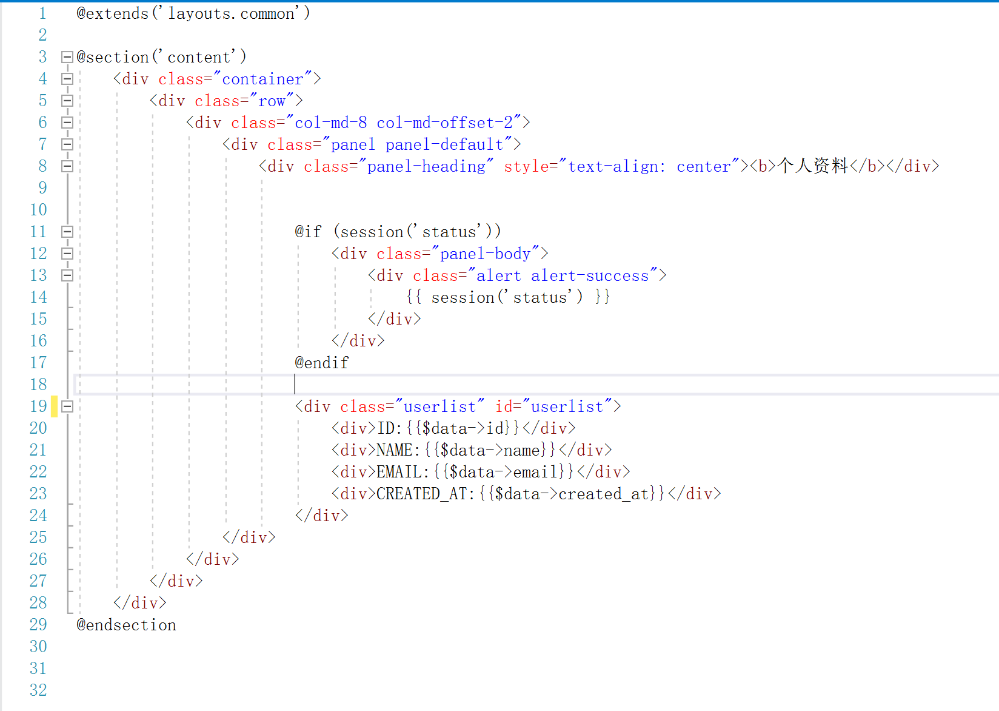 1 @extends('layouts.common')
2
3 @section('content')
4 <div class="container">
5 <div class="row">
6 <div class="col-md-8 col-md-offset-2">
7 <div class="panel panel-default">
8 <div class="panel-heading" style="text-align: center"><b>个人资料</b></div>
9
10
11 @if (session('status'))
12 <div class="panel-body">
13 <div class="alert alert-success">
14 {{ session('status') }}
15 </div>
16 </div>
17 @endif
18
19 <div class="userlist" id="userlist">
20 <div>ID:{{$data->id}}</div>
21 <div>NAME:{{$data->name}}</div>
22 <div>EMAIL:{{$data->email}}</div>
23 <div>CREATED_AT:{{$data->created_at}}</div>
24 </div>
25 </div>
26 </div>
27 </div>
28 </div>
29 @endsection
30
31
32